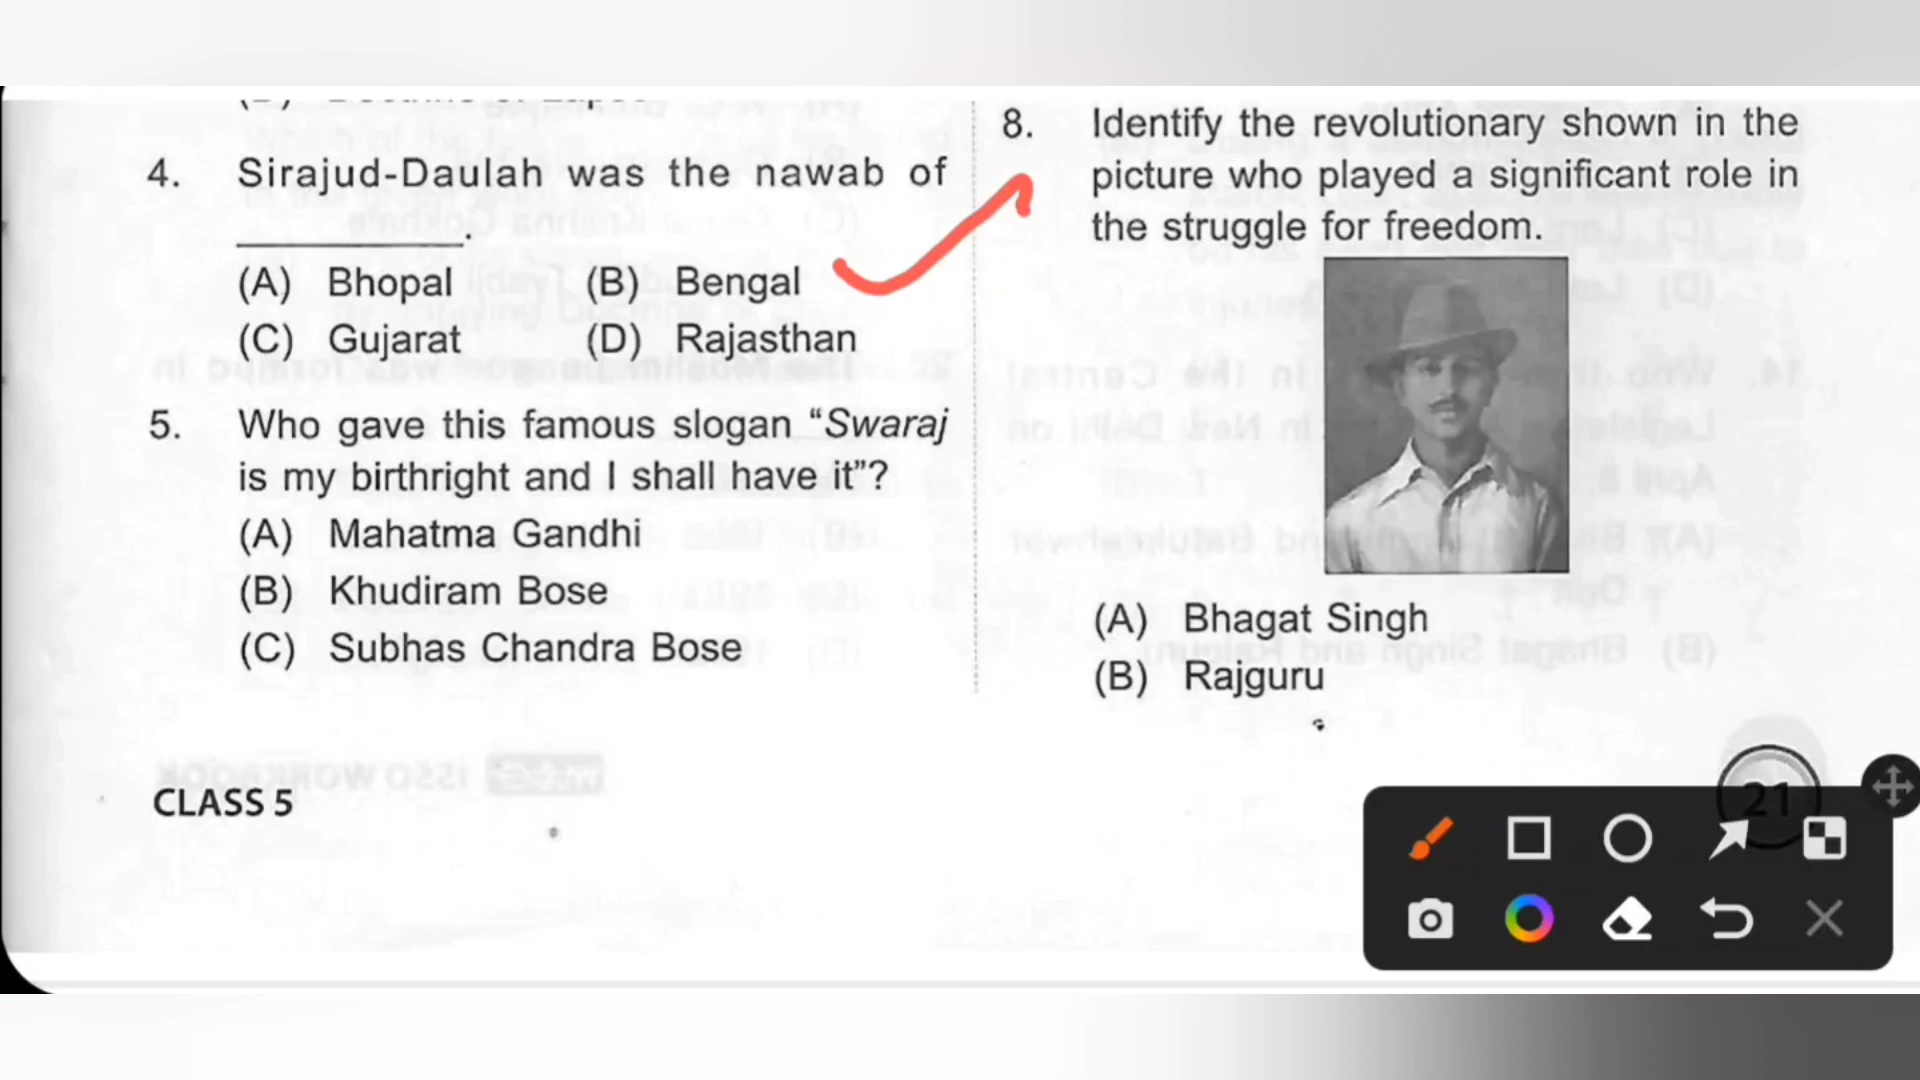 4. Sirajud-Daulah was the nawab of
____________.
(A) Bhopal (B) Bengal
(C) Gujarat (D) Rajasthan
5. Who gave this famous slogan “Swaraj
is my birthright and I shall have it”?
(A) Mahatma Gandhi
(B) Khudiram Bose
(C) Subhas Chandra Bose
CLASS 5
8. Identify the revolutionary shown in the
picture who played a significant role in
the struggle for freedom.
(A) Bhagat Singh
(B) Rajguru
21